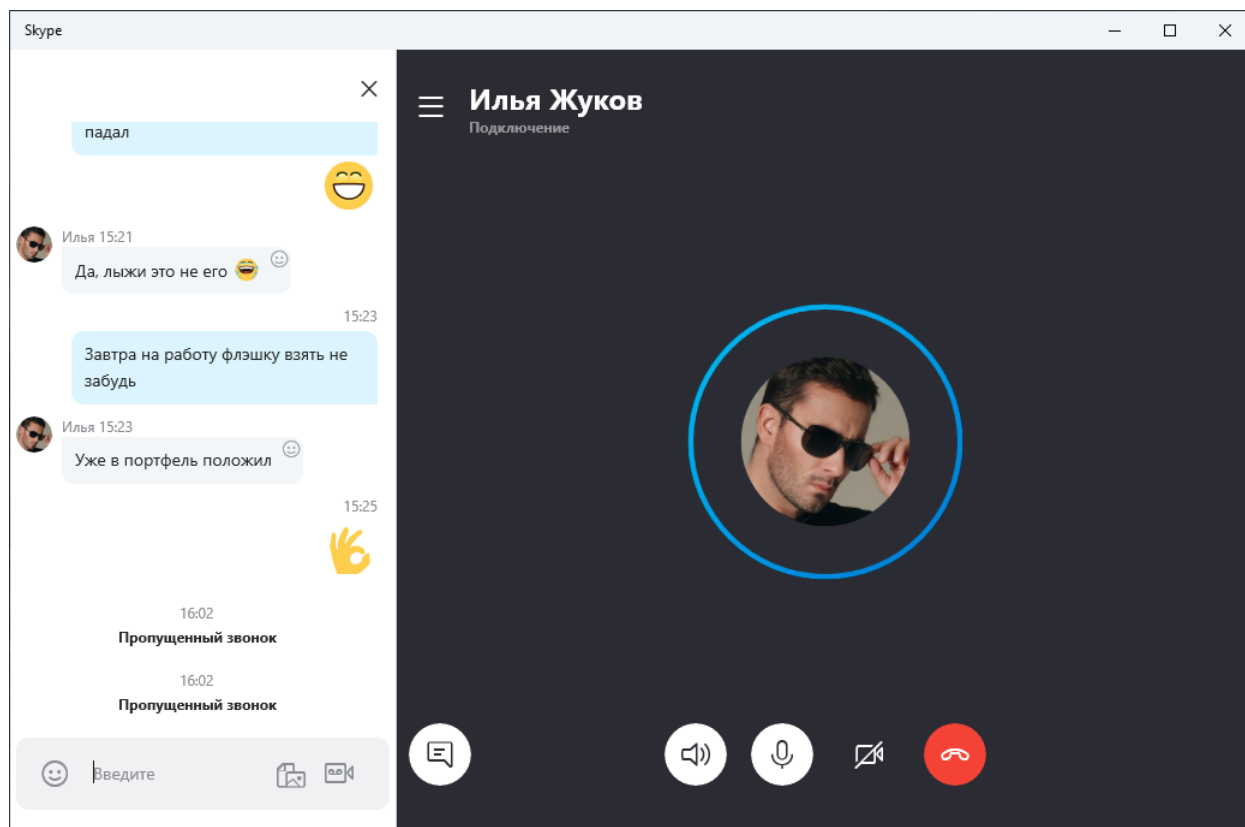 Skype
падал
Илья 15:21
Да, лыжи это не его
15:23
Завтра на работу флэшку взять не
забудь
Илья 15:23
Уже в портфель положил
15:25
16:02
Пропущенный звонок
16:02
Пропущенный звонок
Введите
Илья Жуков
Подключение